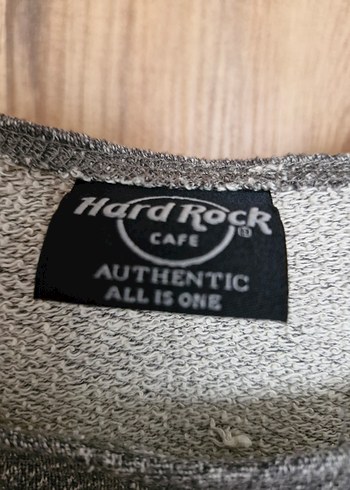 Hard Rock®
CAFE
AUTHENTIC
ALL IS ONE